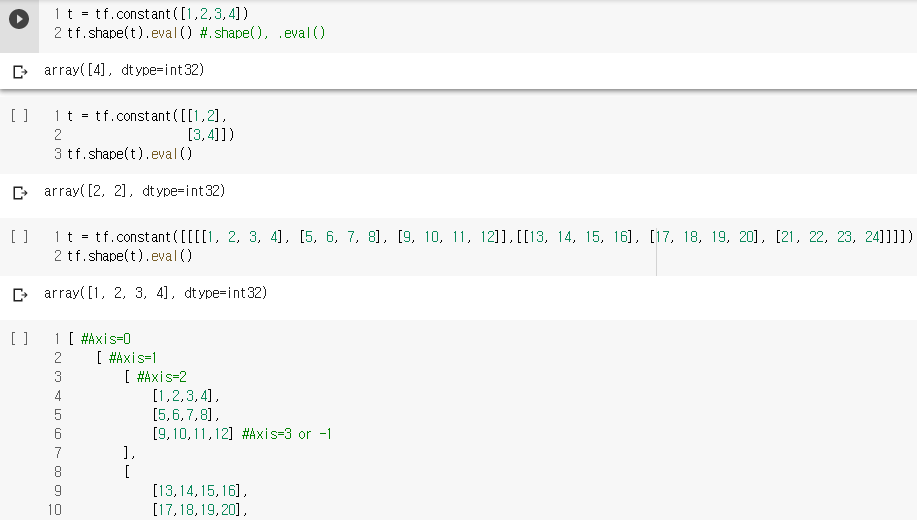 1 t = tf.constant([1,2,3,4])
2 tf.shape(t).eval() #.shape(), .eval()
array([4], dtype=int32)
[ ] 1 t = tf.constant([[1,2],
2 [3,4]])
3 tf.shape(t).eval()
array([2, 2], dtype=int32)
[ ] 1 t = tf.constant([[[[1, 2, 3, 4], [5, 6, 7, 8], [9, 10, 11, 12]],[[13, 14, 15, 16], [17, 18, 19, 20], [21, 22, 23, 24]]]])
2 tf.shape(t).eval()
array([1, 2, 3, 4], dtype=int32)
[ ] 1 [ #Axis=0
2 [ #Axis=1
3 [ #Axis=2
4 [1,2,3,4],
5 [5,6,7,8],
6 [9,10,11,12] #Axis=3 or -1
7 ],
8 [
9 [13,14,15,16],
10 [17,18,19,20],